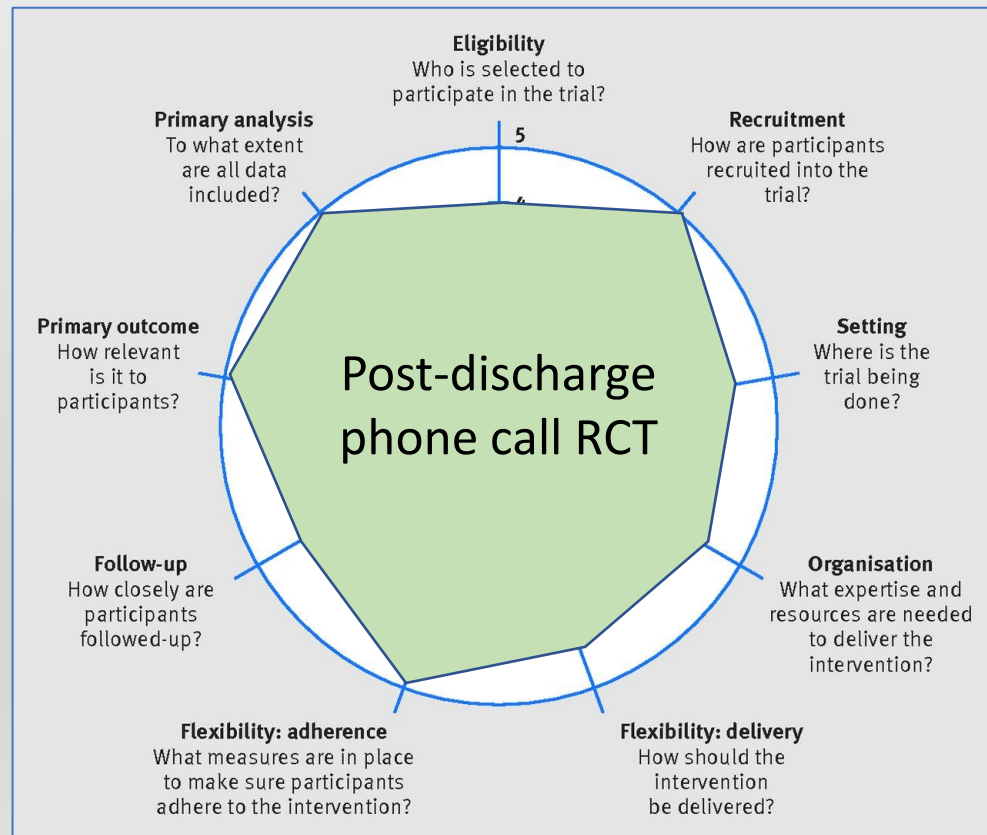 Eligibility
Who is selected to
participate in the trial?
Primary analysis
To what extent
are all data
included?
5
Recruitment
How are participants
recruited into the
trial?
4
Primary outcome
How relevant
is it to
participants?
Setting
Where is the
trial being
done?
Post-discharge
phone call RCT
Follow-up
How closely are
participants
followed-up?
Organisation
What expertise and
resources are needed
to deliver the
intervention?
Flexibility: adherence
What measures are in place
to make sure participants
adhere to the intervention?
Flexibility: delivery
How should the
intervention
be delivered?